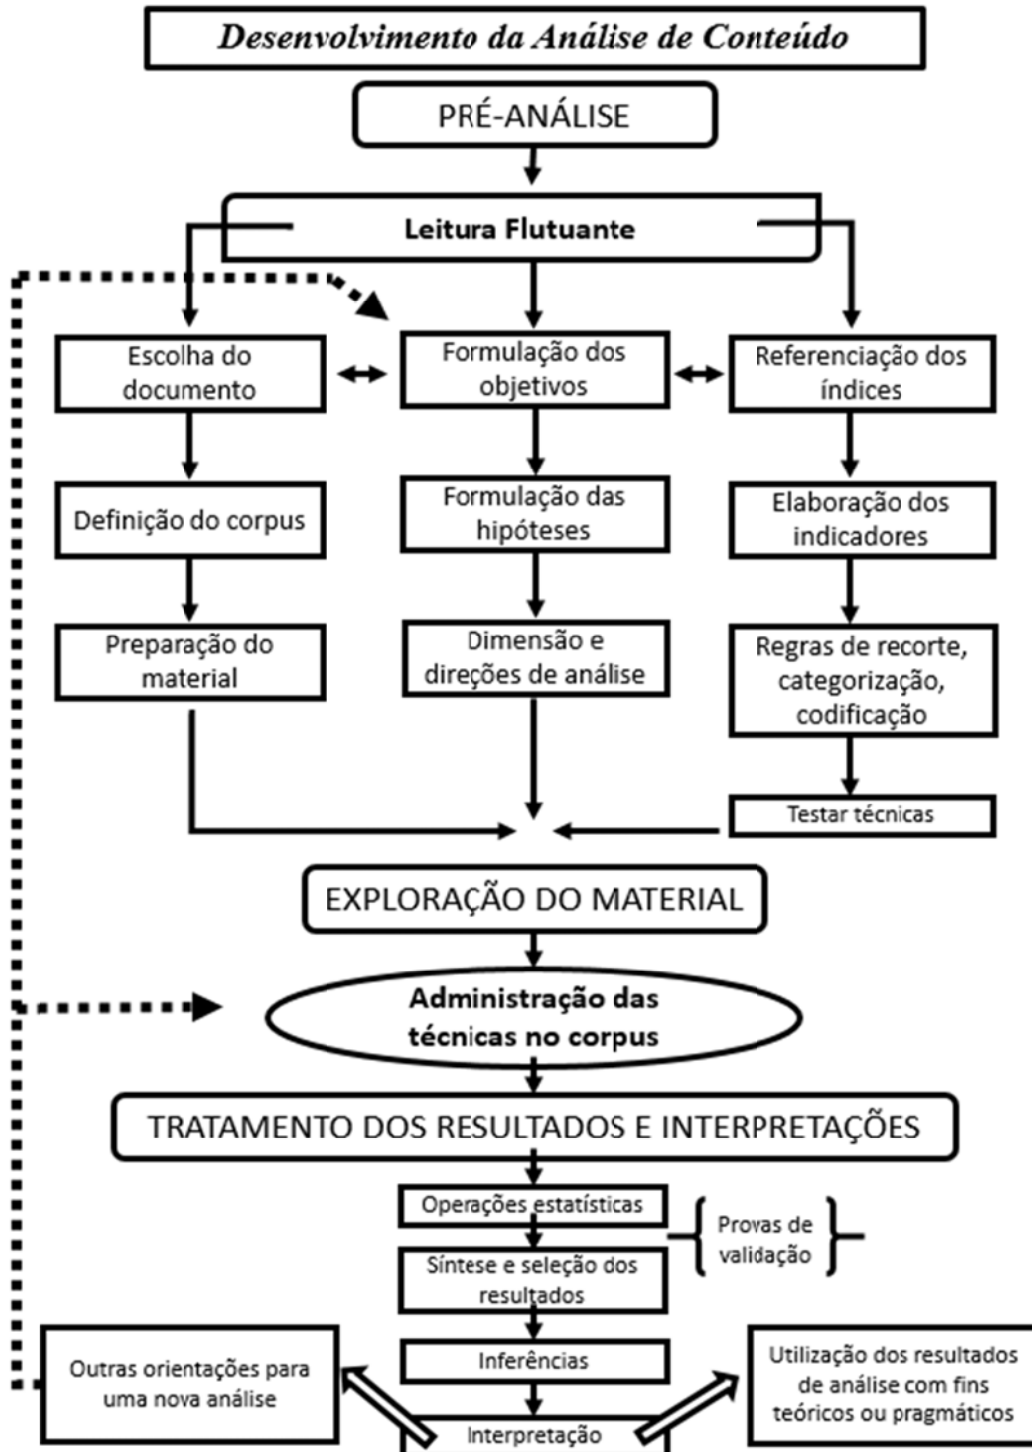 Desenvolvimento da Análise de Conteúdo
PRÉ-ANÁLISE
Leitura Flutuante
Escolha do
documento
Formulação dos
objetivos
Referenciação dos
índices
Definição do corpus
Formulação das
hipóteses
Elaboração dos
indicadores
Preparação do
material
Dimensão e
direções de análise
Regras de recorte,
categorização,
codificação
Testar técnicas
EXPLORAÇÃO DO MATERIAL
Administração das
técnicas no corpus
TRATAMENTO DOS RESULTADOS E INTERPRETAÇÕES
Operações estatísticas
Provas de
validação
Síntese e seleção dos
resultados
Inferências
Outras orientações para
uma nova análise
Utilização dos resultados
de análise com fins
teóricos ou pragmáticos
Interpretação